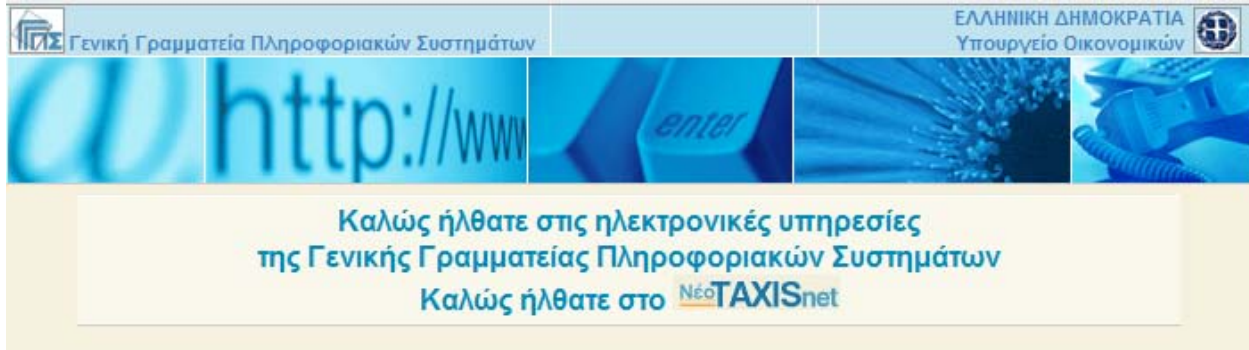 ΓΓΠΣ Γενική Γραμματεία Πληροφοριακών Συστημάτων
ΕΛΛΗΝΙΚΗ ΔΗΜΟΚΡΑΤΙΑ
Υπουργείο Οικονομικών
@
http://www
enter
Καλώς ήλθατε στις ηλεκτρονικές υπηρεσίες
της Γενικής Γραμματείας Πληροφοριακών Συστημάτων
Καλώς ήλθατε στο ΝέοTAXISnet